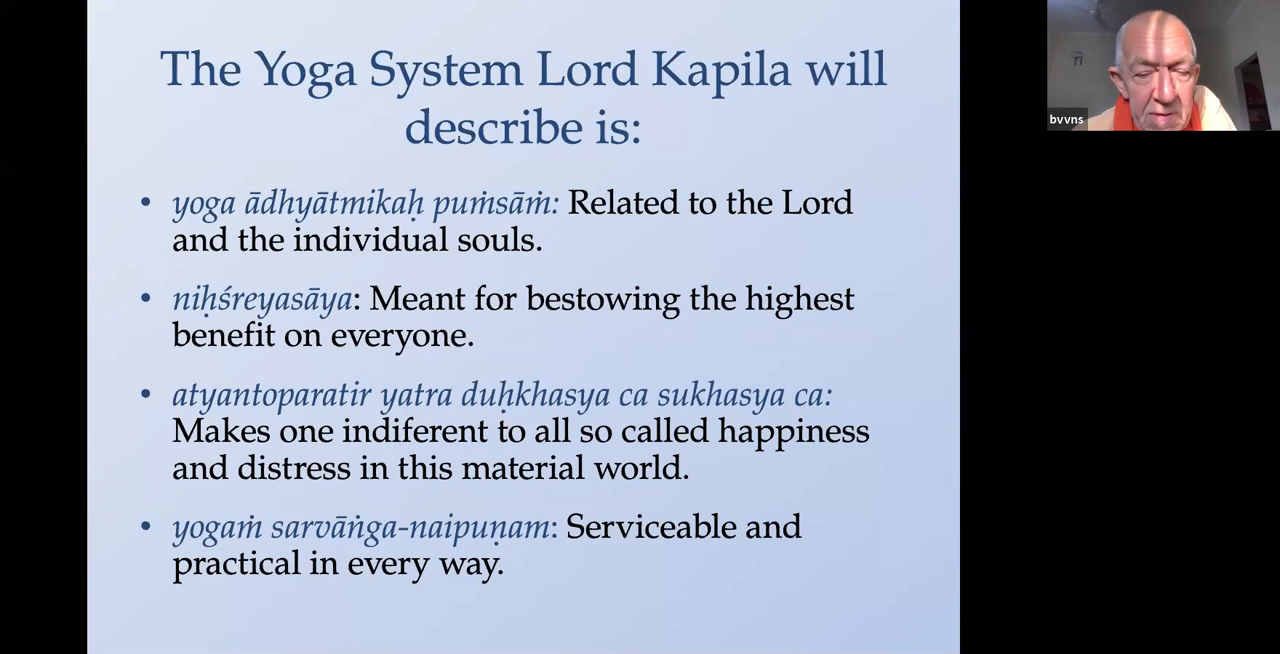 The Yoga System Lord Kapila will
describe is:
• yoga ādhyātmikaḥ puṁsāṁ: Related to the Lord
and the individual souls.
• niḥśreyasāya: Meant for bestowing the highest
benefit on everyone.
• atyantoparatir yatra duḥkhasya ca sukhasya ca:
Makes one indiferent to all so called happiness
and distress in this material world.
• yogaṁ sarvāṅga-naipuṇam: Serviceable and
practical in every way.
bvvns